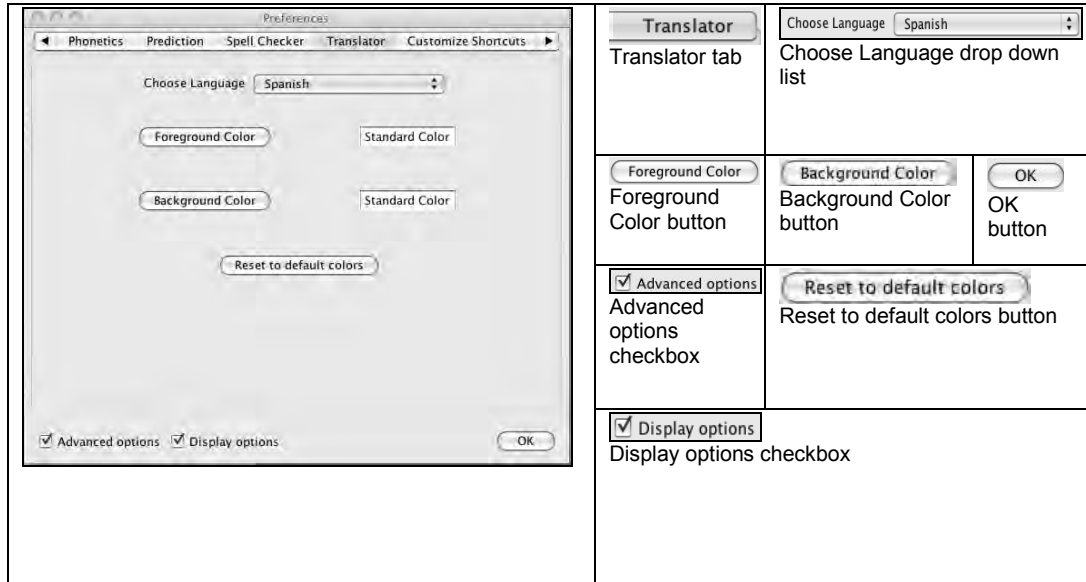 Preferences
Phonetics Prediction Spell Checker Translator Customize Shortcuts
Choose Language Spanish
Foreground Color Standard Color
Background Color Standard Color
Reset to default colors
Advanced options Display options OK
Translator
Translator tab
Choose Language Spanish
Choose Language drop down
list
Foreground Color
Foreground
Color button
Background Color
Background Color
button
OK
OK
button
Advanced options
Advanced
options
checkbox
Reset to default colors
Reset to default colors button
Display options
Display options checkbox